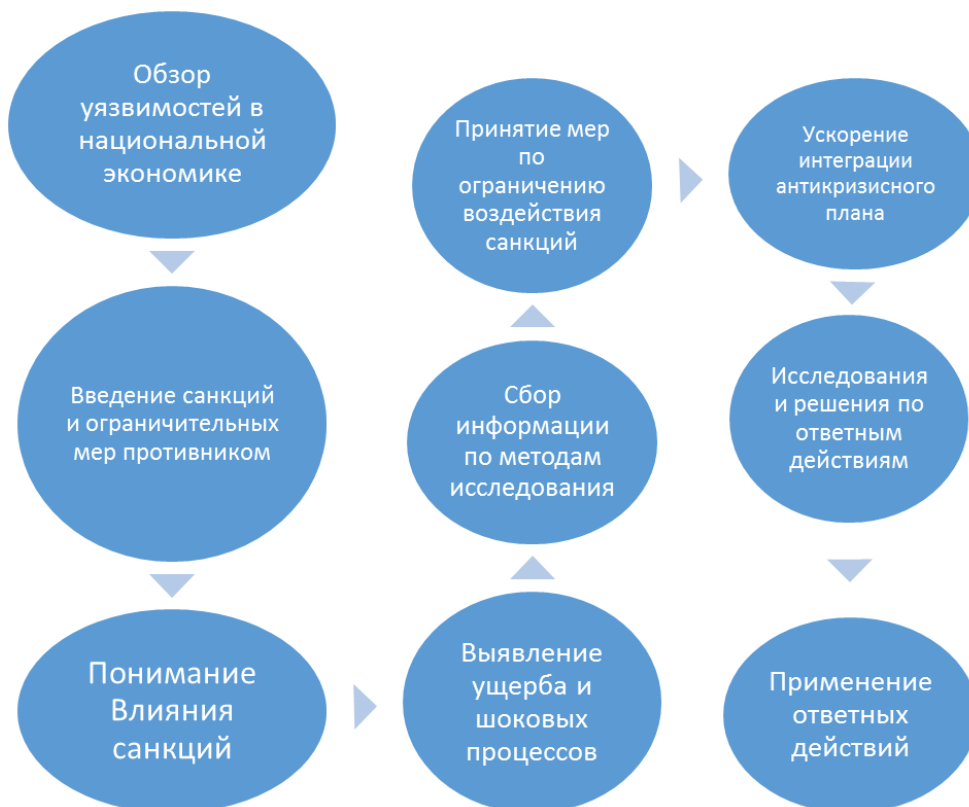 Обзор
уязвимостей в
национальной
экономике
Введение санкций
и ограничительных
мер противником
Понимание
Влияния
санкций
Выявление
ущерба и
шоковых
процессов
Сбор
информации
по методам
исследования
Принятие мер
по
ограничению
воздействия
санкций
Ускорение
интеграции
антикризисного
плана
Исследования
и решения по
ответным
действиям
Применение
ответных
действий